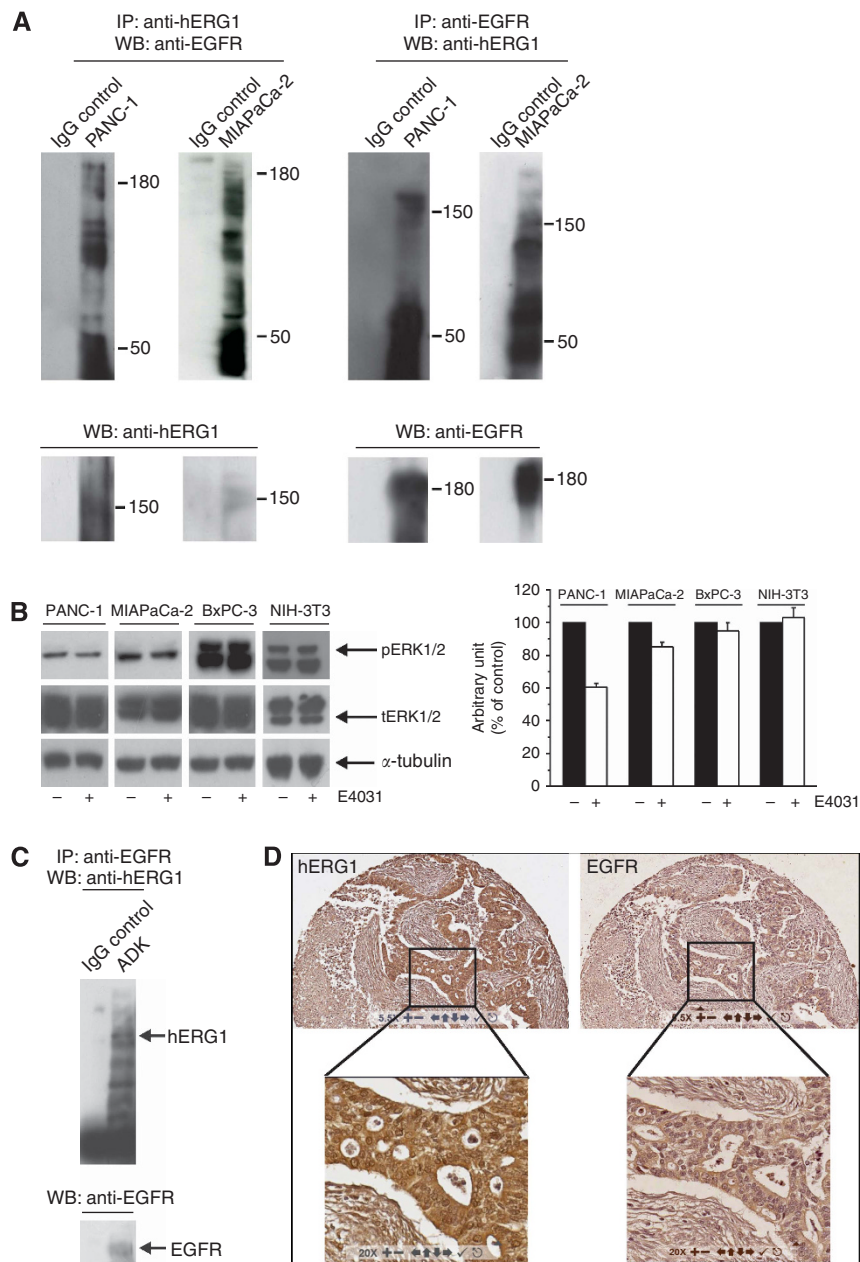 A
IP: anti-hERG1
WB: anti-EGFR
IgG control
PANC-1
IgG control
MIAPaCa-2
-180
-50
-180
-50
IP: anti-EGFR
WB: anti-hERG1
IgG control
PANC-1
IgG control
MIAPaCa-2
-150
-50
-150
-50
WB: anti-hERG1
-150
-150
WB: anti-EGFR
-180
-180
B
PANC-1 MIAPaCa-2 BxPC-3 NIH-3T3
pERK1/2
tERK1/2
α-tubulin
– + – + – + – + E4031
Arbitrary unit
(% of control)
120
100
80
60
40
20
0
PANC-1 MIAPaCa-2 BxPC-3 NIH-3T3
– + – + – + – + E4031
C
IP: anti-EGFR
WB: anti-hERG1
IgG control
ADK
hERG1
WB: anti-EGFR
EGFR
D
hERG1
5.5X
EGFR
5.5X
20X
20X